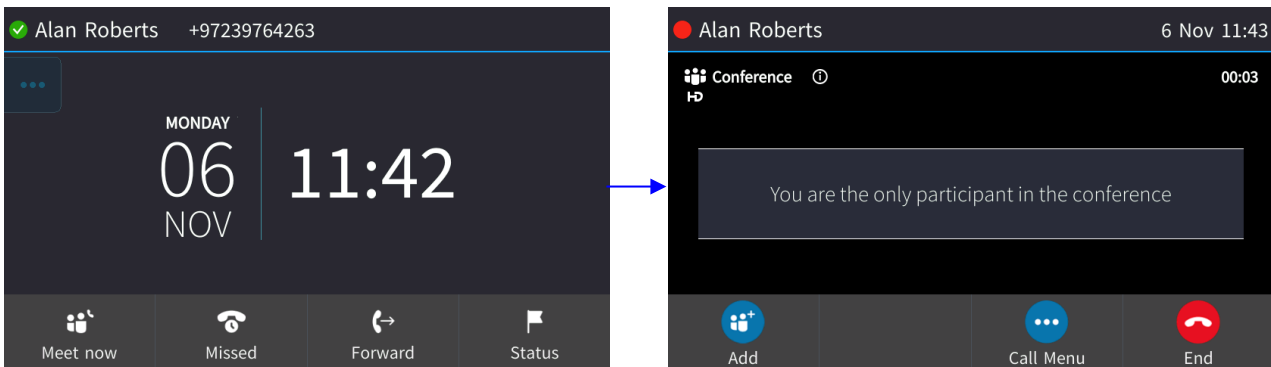 Alan Roberts +97239764263
MONDAY
06
NOV
11:42
Meet now Missed Forward Status
Alan Roberts 6 Nov 11:43
Conference 00:03
HD
You are the only participant in the conference
Add Call Menu End